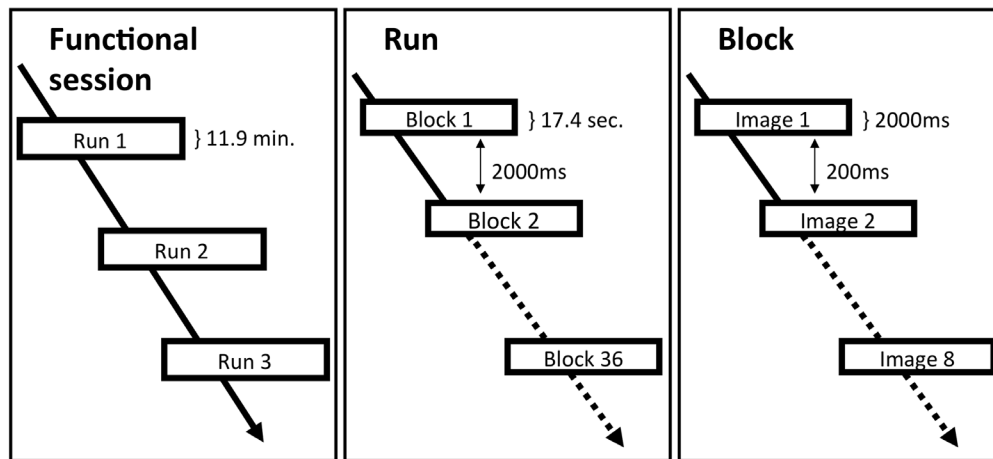 Functional
session
Run 1
} 11.9 min.
Run 2
Run 3
Run
Block 1
} 17.4 sec.
2000ms
Block 2
Block 36
Block
Image 1
} 2000ms
200ms
Image 2
Image 8